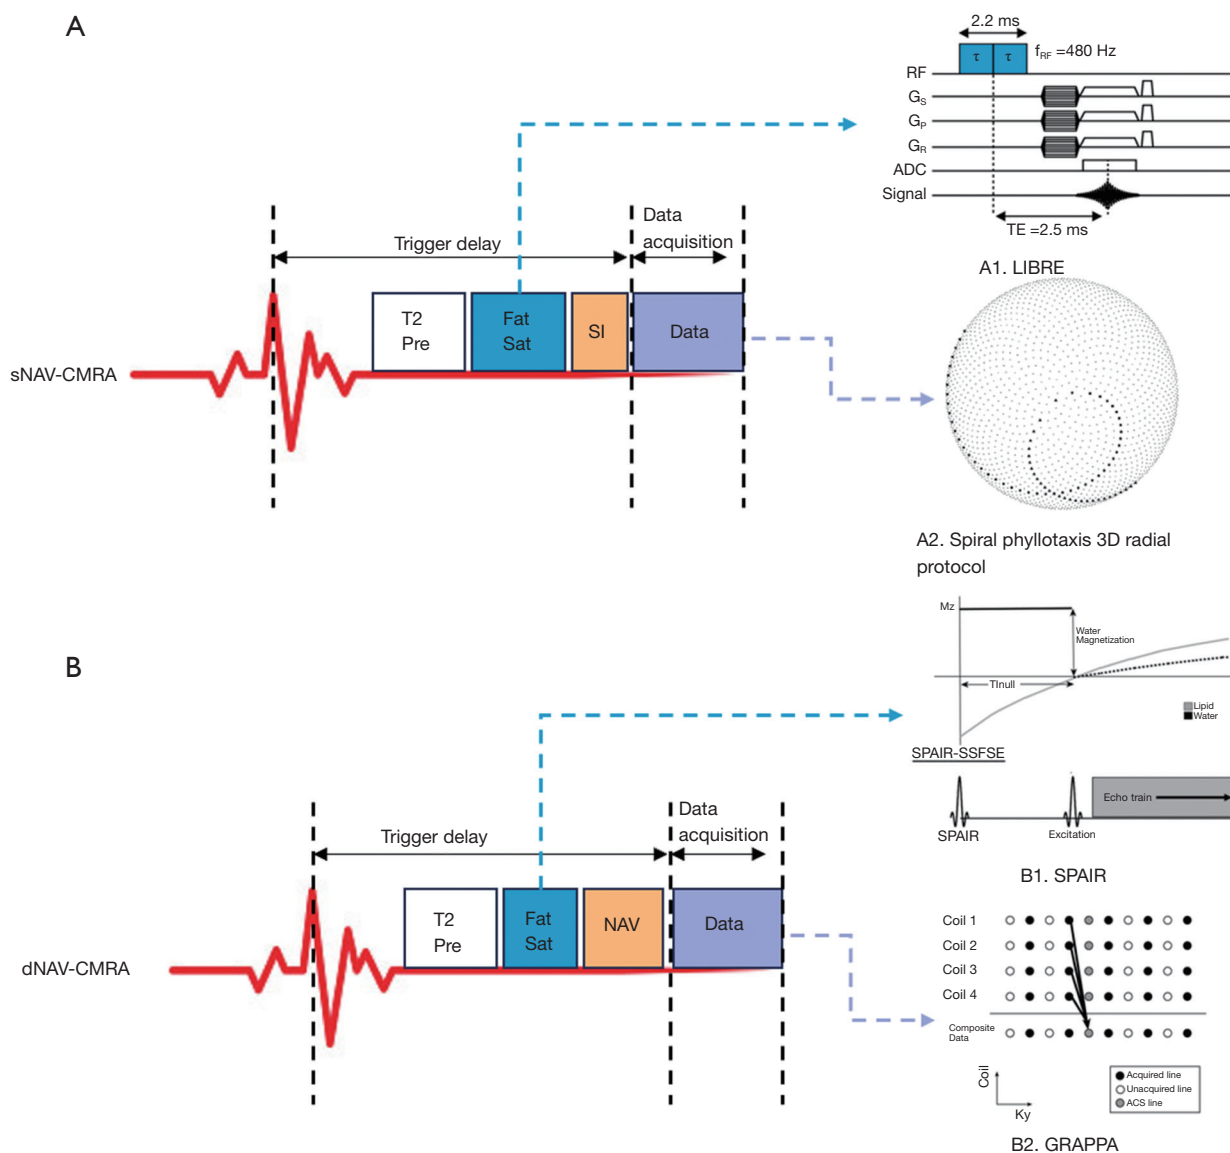 A
2.2 ms
τ
τ
fRF =480 Hz
RF
GS
GP
GR
ADC
Signal
TE =2.5 ms
A1. LIBRE
Trigger delay
Data
acquisition
T2
Pre
Fat
Sat
SI
Data
sNAV-CMRA
A2. Spiral phyllotaxis 3D radial
protocol
B
Mz
Water
Magnetization
TInull
Lipid
Water
SPAIR-SSFSE
Echo train
SPAIR
Excitation
B1. SPAIR
Trigger delay
Data
acquisition
T2
Pre
Fat
Sat
NAV
Data
dNAV-CMRA
Coil 1
Coil 2
Coil 3
Coil 4
Composite
Data
Coil
Ky
Acquired line
Unacquired line
ACS line
B2. GRAPPA